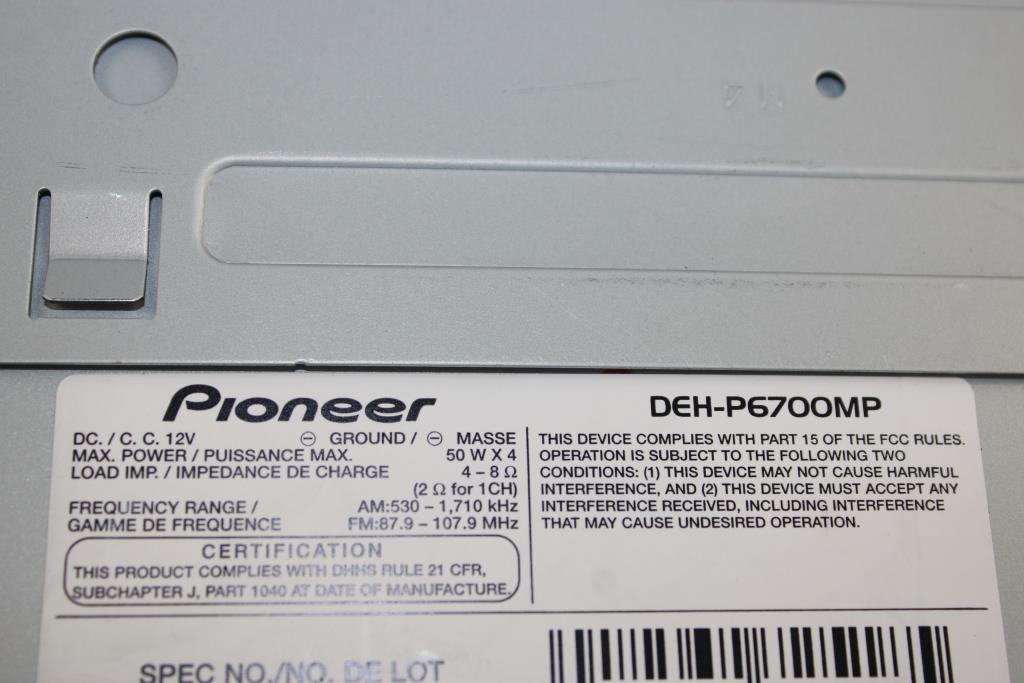 M4
Pioneer
DEH-P6700MP
DC. / C. C. 12V ⊖ GROUND / ⊖ MASSE
MAX. POWER / PUISSANCE MAX. 50 W X 4
LOAD IMP. / IMPEDANCE DE CHARGE 4 – 8 Ω
(2 Ω for 1CH)
FREQUENCY RANGE / AM:530 – 1,710 kHz
GAMME DE FREQUENCE FM:87.9 – 107.9 MHz
CERTIFICATION
THIS PRODUCT COMPLIES WITH DHHS RULE 21 CFR,
SUBCHAPTER J, PART 1040 AT DATE OF MANUFACTURE.
THIS DEVICE COMPLIES WITH PART 15 OF THE FCC RULES.
OPERATION IS SUBJECT TO THE FOLLOWING TWO
CONDITIONS: (1) THIS DEVICE MAY NOT CAUSE HARMFUL
INTERFERENCE, AND (2) THIS DEVICE MUST ACCEPT ANY
INTERFERENCE RECEIVED, INCLUDING INTERFERENCE
THAT MAY CAUSE UNDESIRED OPERATION.
SPEC NO./NO. DE LOT